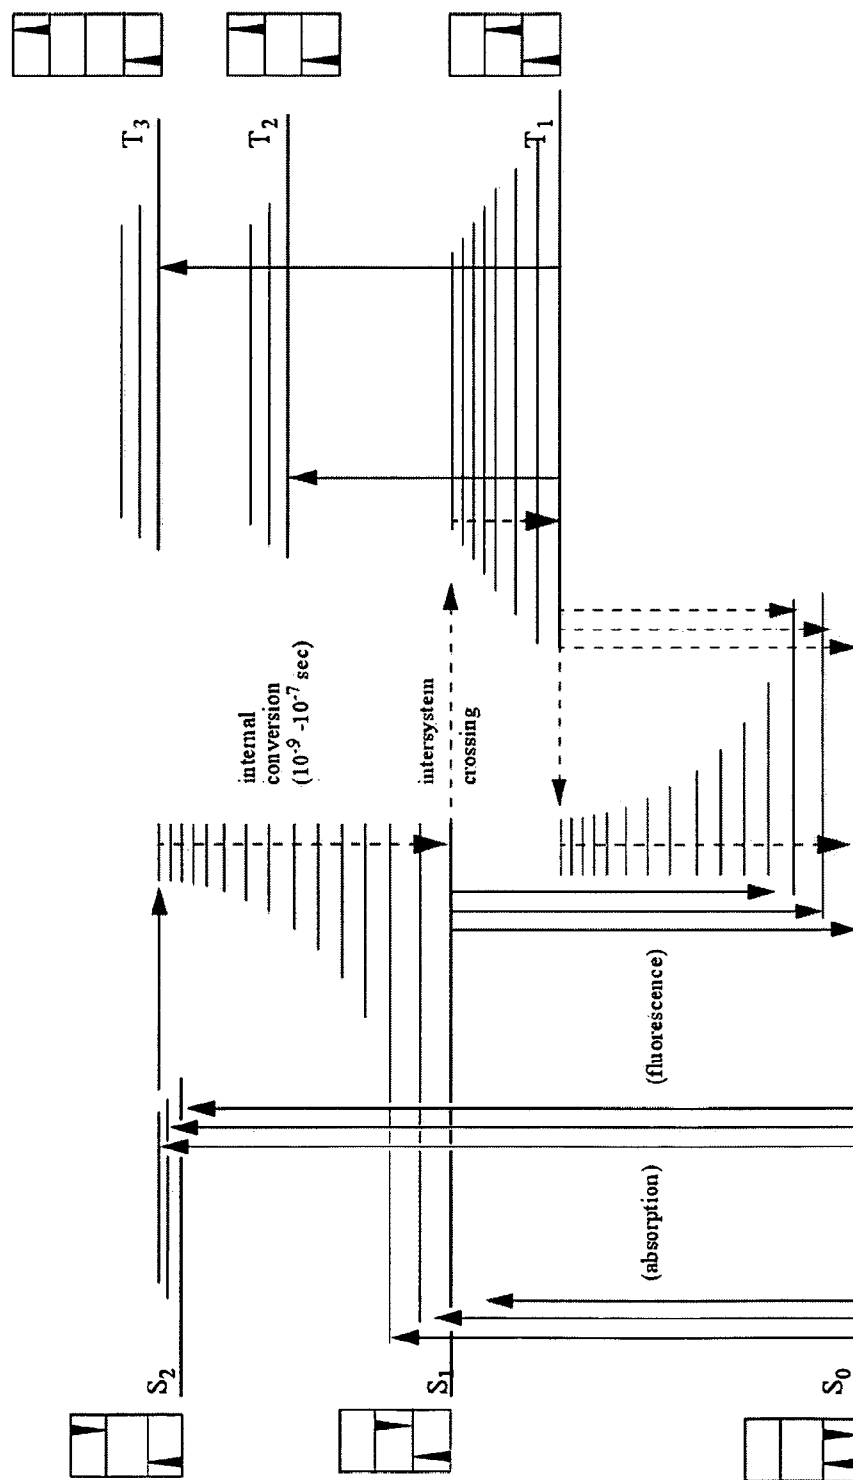 T3
T2
T1
internal
conversion
(10-9 -10-7 sec)
intersystem
crossing
(fluorescence)
(absorption)
S2
S1
S0